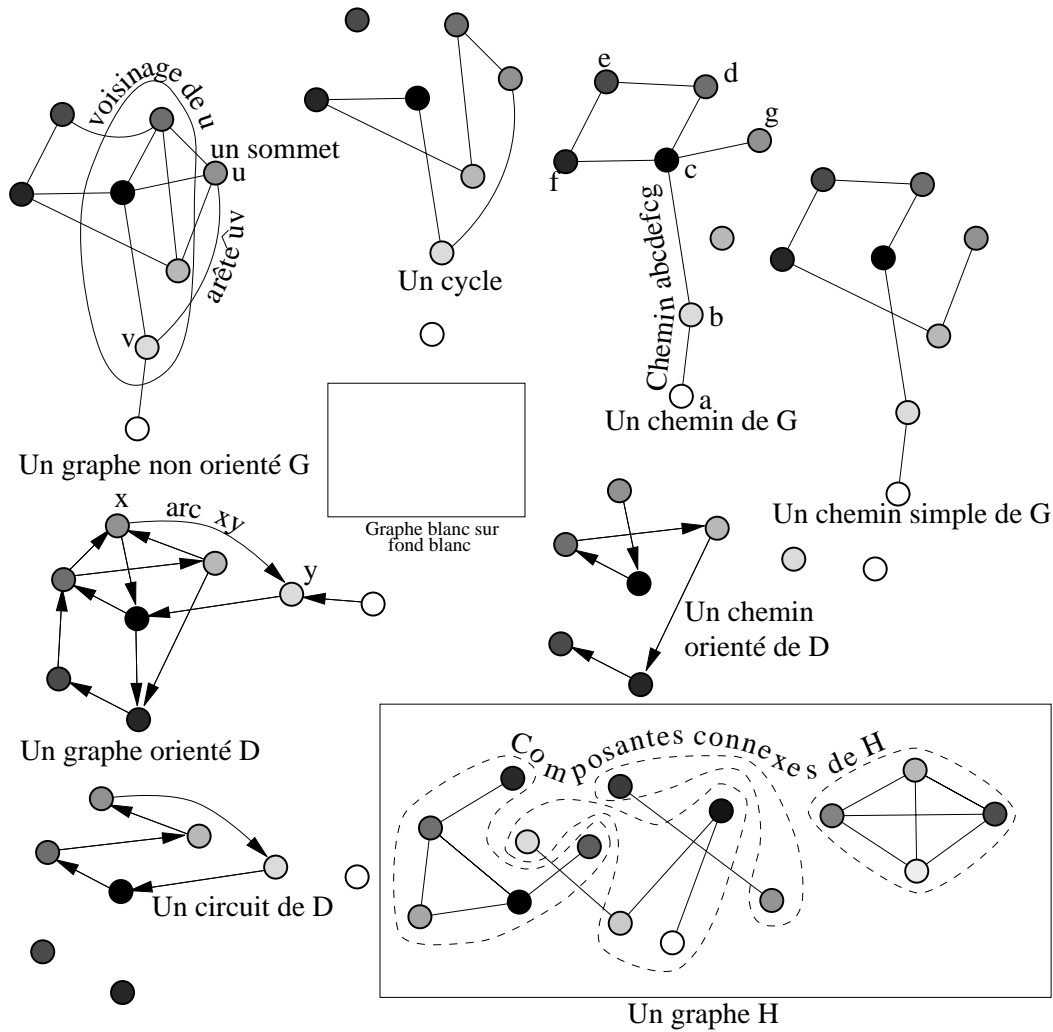 voisinage de u
un sommet
u
arête uv
v
Un graphe non orienté G
Un cycle
e
d
g
f
c
Chemin abcdefcg
b
a
Un chemin de G
Un chemin simple de G
Graphe blanc sur
fond blanc
x
arc xy
y
Un graphe orienté D
Un chemin
orienté de D
Un circuit de D
Composantes connexes de H
Un graphe H